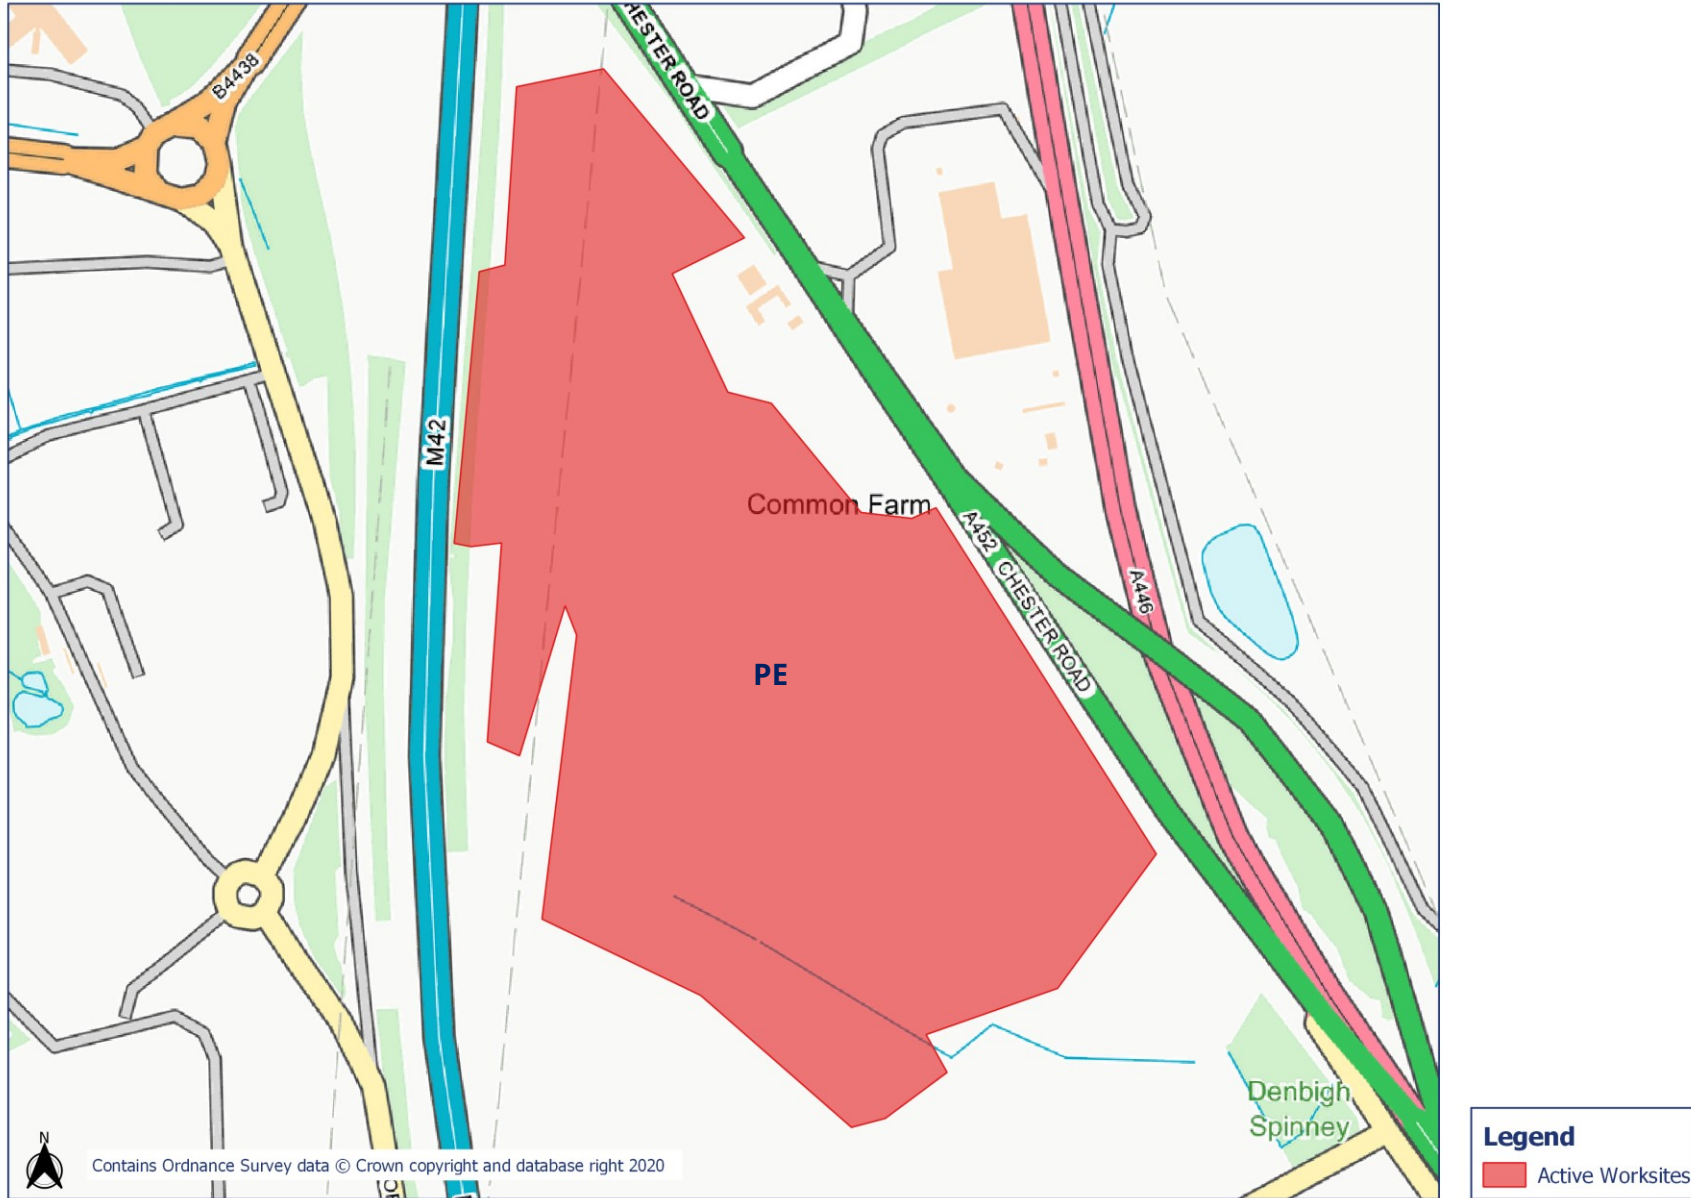 B4438
CHESTER ROAD
M42
Common Farm
A452 CHESTER ROAD
A446
PE
Denbigh
Spinney
N
Contains Ordnance Survey data © Crown copyright and database right 2020
Legend
Active Worksites